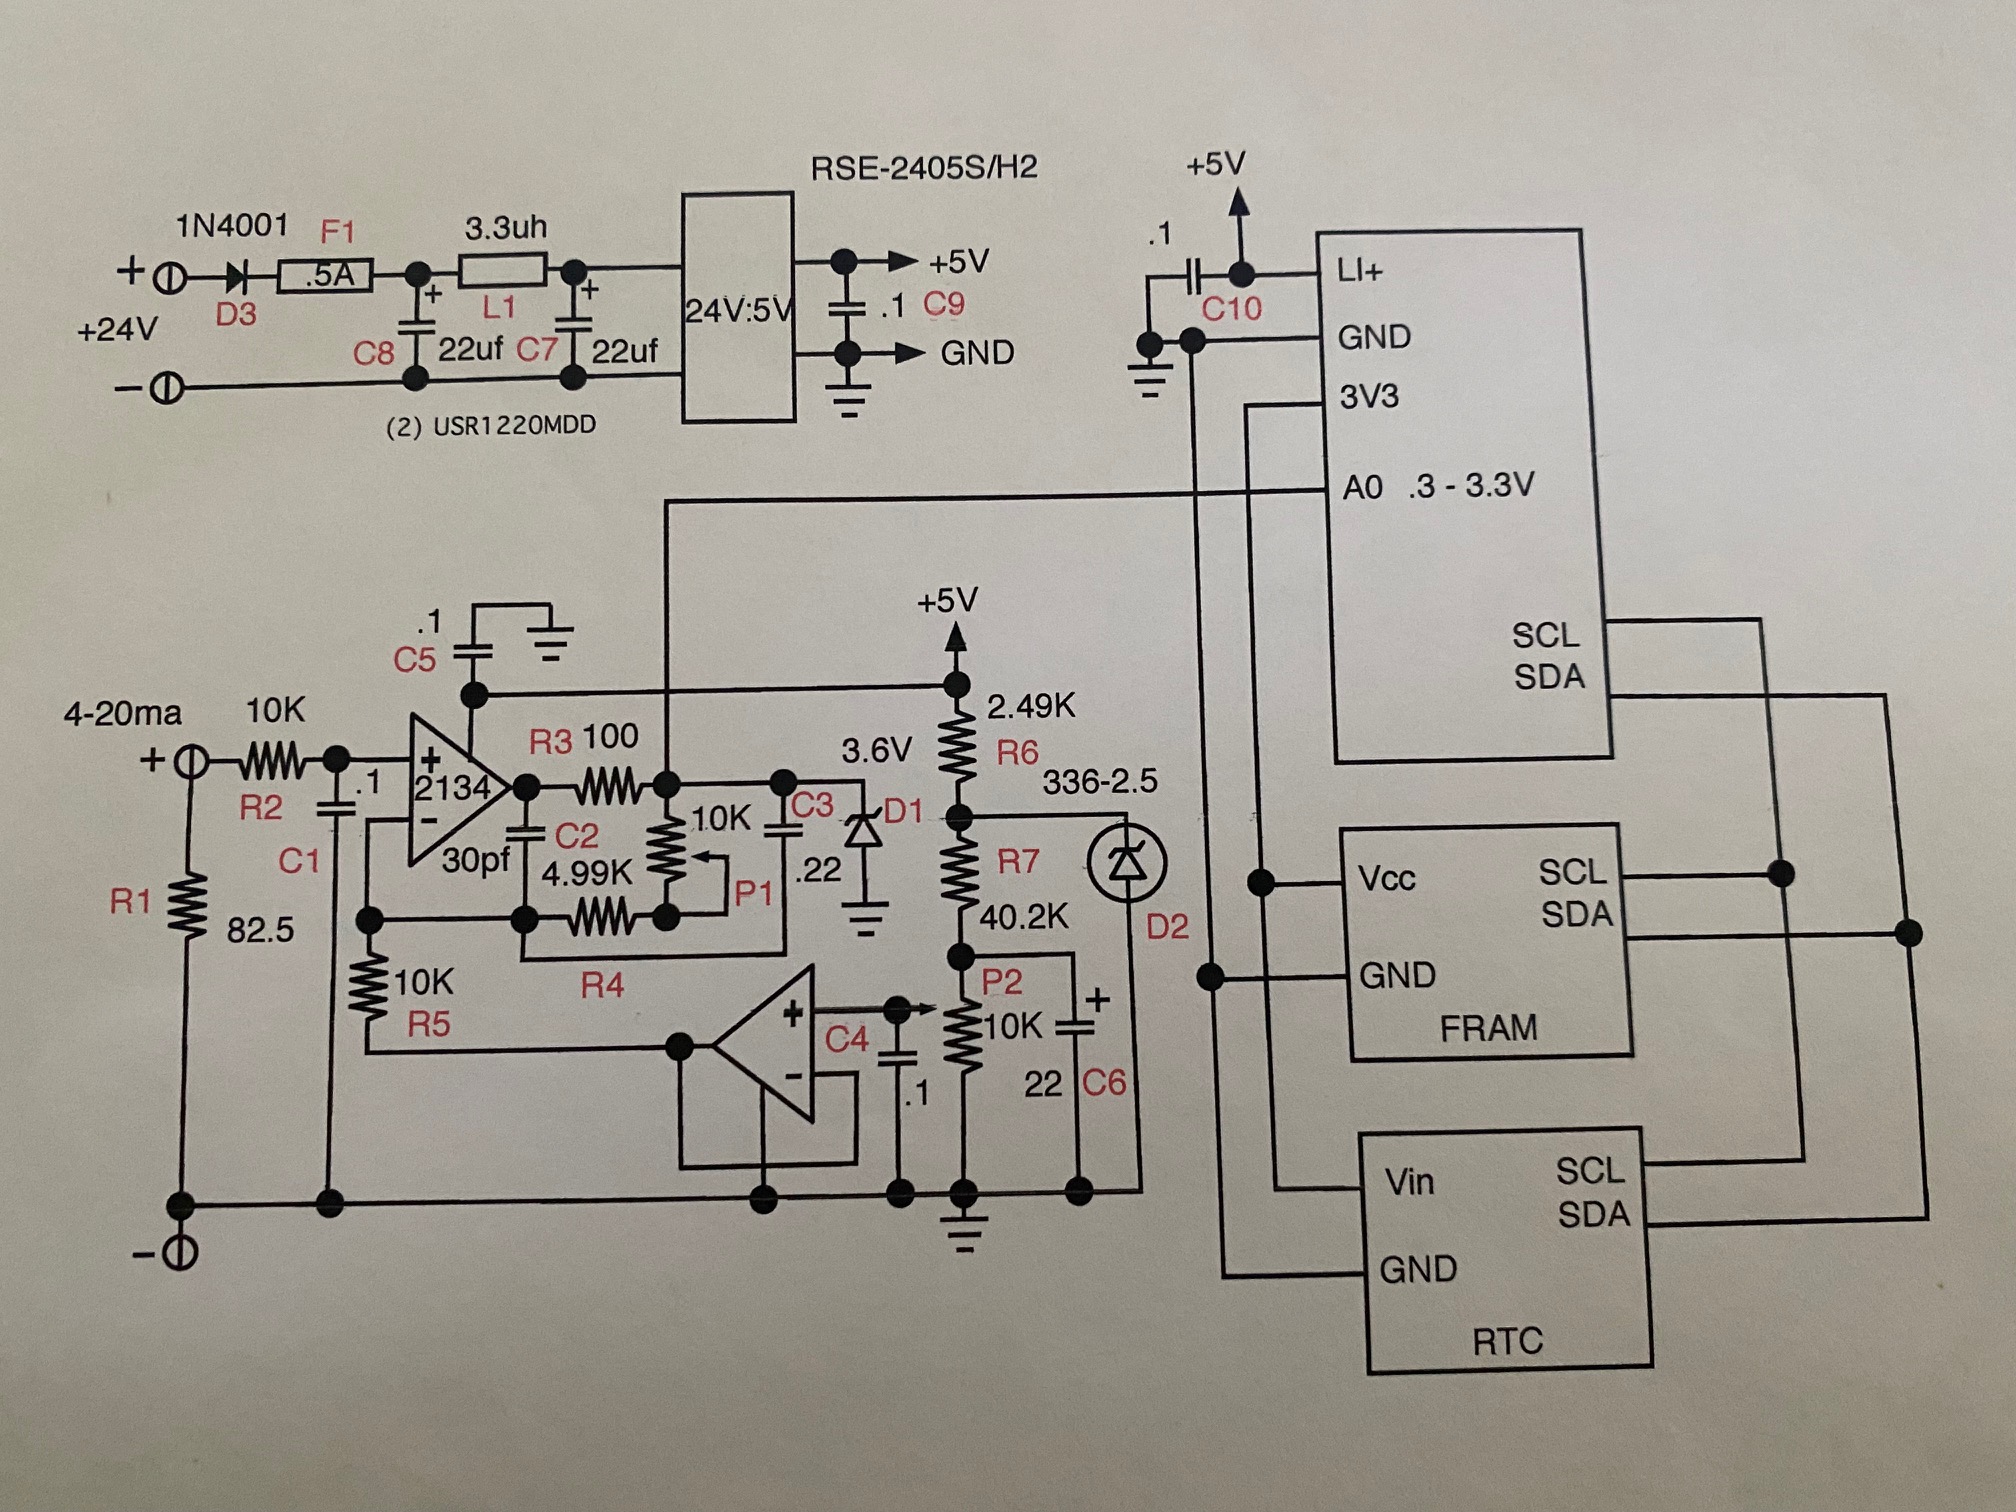 RSE-2405S/H2
1N4001
F1
3.3uh
+
.5A
D3
L1
+24V
+
+
C8
22uf
C7
22uf
−
(2) USR1220MDD
24V:5V
+5V
.1
C9
GND
+5V
.1
C10
LI+
GND
3V3
A0 .3 - 3.3V
SCL
SDA
.1
C5
+5V
4-20ma
10K
+
R2
.1
C1
R1
82.5
+
2134
-
R3
100
C2
30pf
4.99K
10K
P1
C3
.22
3.6V
D1
2.49K
R6
336-2.5
R7
40.2K
D2
10K
R5
R4
+
-
C4
.1
P2
10K
+
22
C6
−
Vcc
SCL
SDA
GND
FRAM
Vin
SCL
SDA
GND
RTC